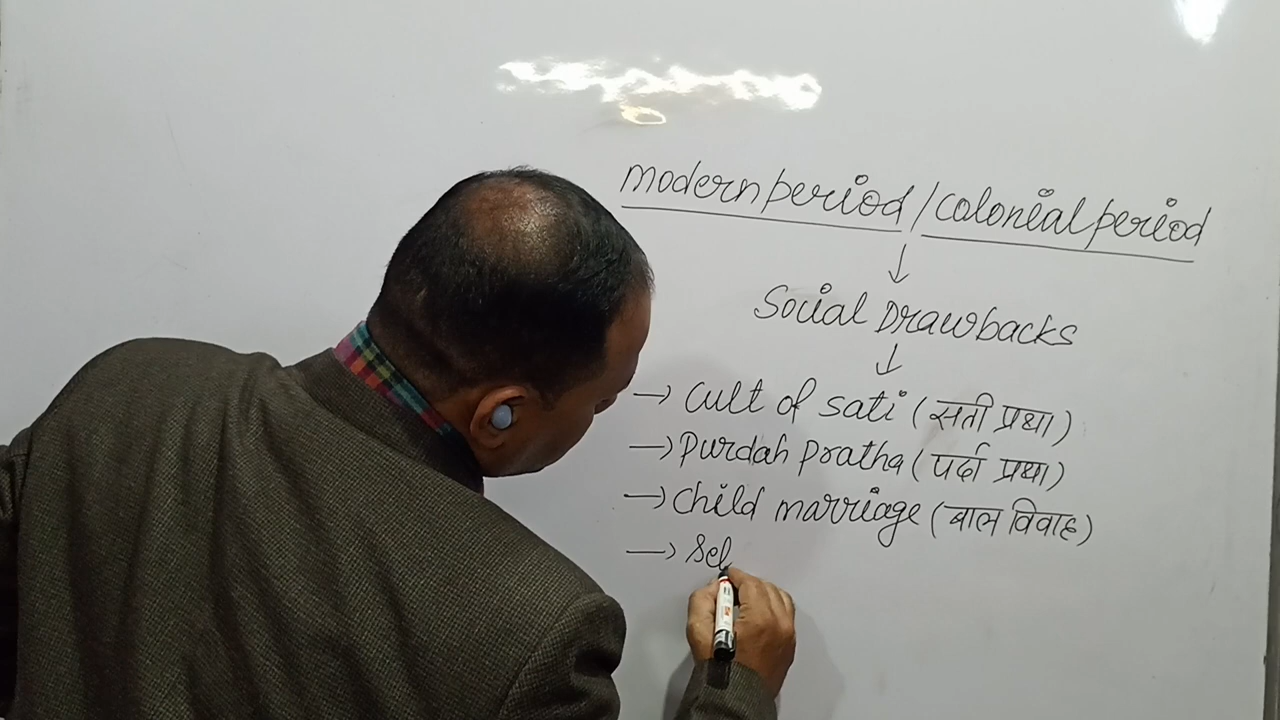 modern period / colonial period
↓
Social Drawbacks
↓
→ Cult of sati (सती प्रथा)
→ Purdah Pratha (पर्दा प्रथा)
→ Child marriage (बाल विवाह)
→ Sel